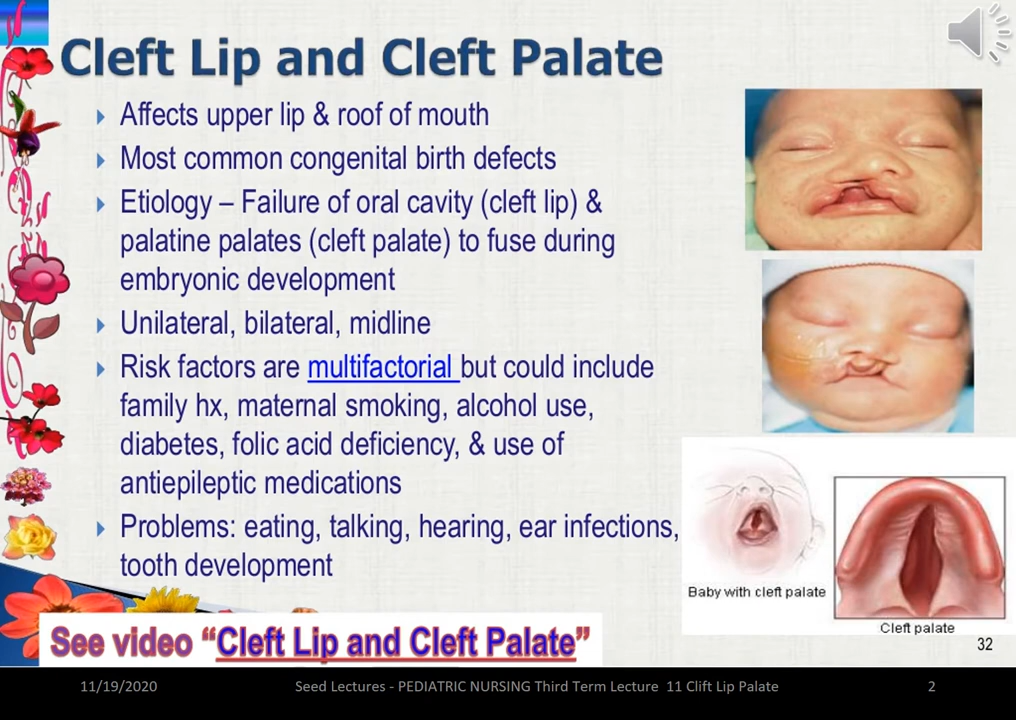 Cleft Lip and Cleft Palate
Affects upper lip & roof of mouth
Most common congenital birth defects
Etiology – Failure of oral cavity (cleft lip) &
palatine palates (cleft palate) to fuse during
embryonic development
Unilateral, bilateral, midline
Risk factors are multifactorial but could include
family hx, maternal smoking, alcohol use,
diabetes, folic acid deficiency, & use of
antiepileptic medications
Problems: eating, talking, hearing, ear infections,
tooth development
Baby with cleft palate
Cleft palate
See video “Cleft Lip and Cleft Palate”
32
11/19/2020
Seed Lectures - PEDIATRIC NURSING Third Term Lecture 11 Clift Lip Palate
2